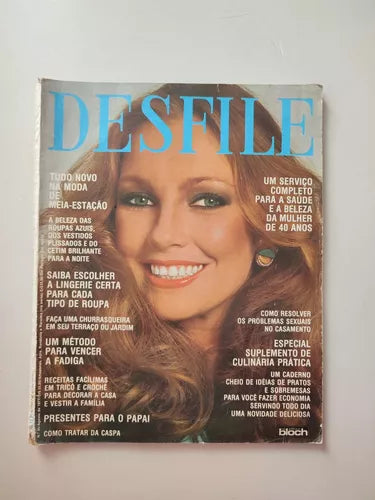 DESFILE
TUDO NOVO
NA MODA
DE
MEIA-ESTAÇÃO
A BELEZA DAS
ROUPAS AZUIS,
DOS VESTIDOS
PLISSADOS E DO
CETIM BRILHANTE
PARA A NOITE
SAIBA ESCOLHER
A LINGERIE CERTA
PARA CADA
TIPO DE ROUPA
FAÇA UMA CHURRASQUEIRA
EM SEU TERRAÇO OU JARDIM
UM MÉTODO
PARA VENCER
A FADIGA
RECEITAS FACÍLIMAS
EM TRICÔ E CROCHÊ
PARA DECORAR A CASA
E VESTIR A FAMÍLIA
PRESENTES PARA O PAPAI
COMO TRATAR DA CASPA
UM SERVIÇO
COMPLETO
PARA A SAÚDE
E A BELEZA
DA MULHER
DE 40 ANOS
COMO RESOLVER
OS PROBLEMAS SEXUAIS
NO CASAMENTO
ESPECIAL
SUPLEMENTO DE
CULINÁRIA PRÁTICA
UM CADERNO
CHEIO DE IDÉIAS DE PRATOS
E SOBREMESAS
PARA VOCÊ FAZER ECONOMIA
SERVINDO TODO DIA
UMA NOVIDADE DELICIOSA
bloch